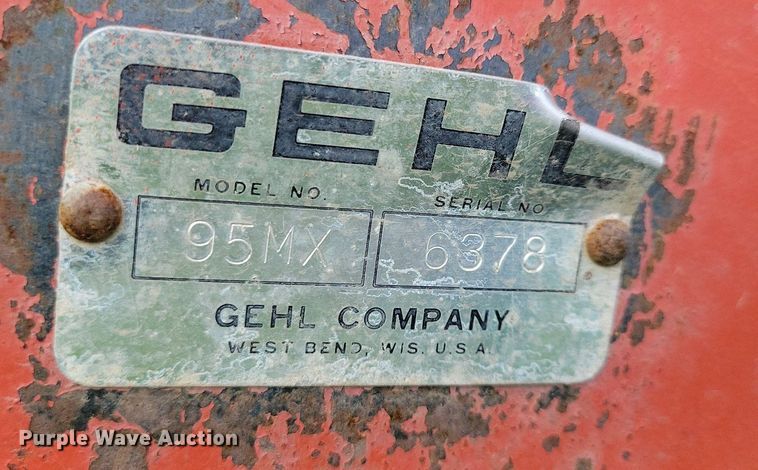 GEHL
MODEL NO. SERIAL NO
95MX 6378
GEHL COMPANY
WEST BEND, WIS. U.S.A.
Purple Wave Auction